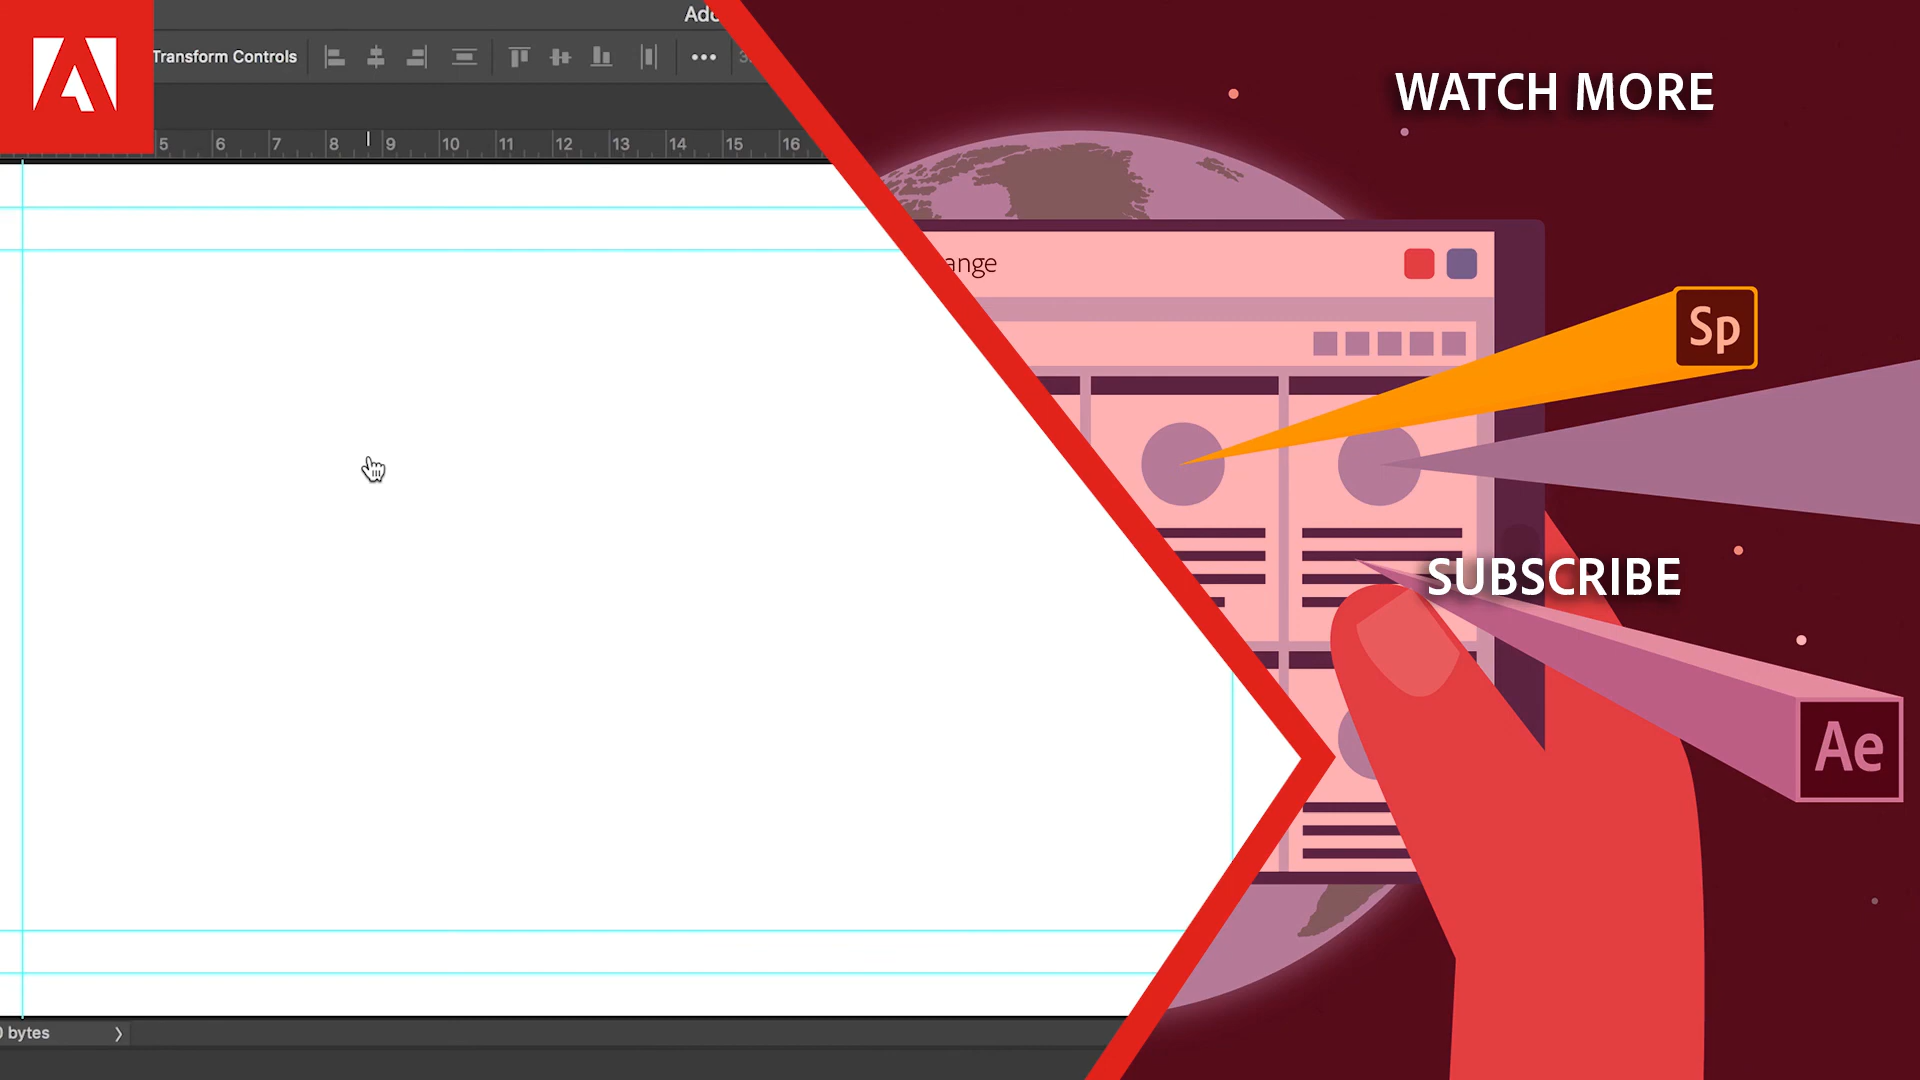 Transform Controls
5 6 7 8 9 10 11 12 13 14 15 16
bytes
WATCH MORE
ange
Sp
SUBSCRIBE
Ae